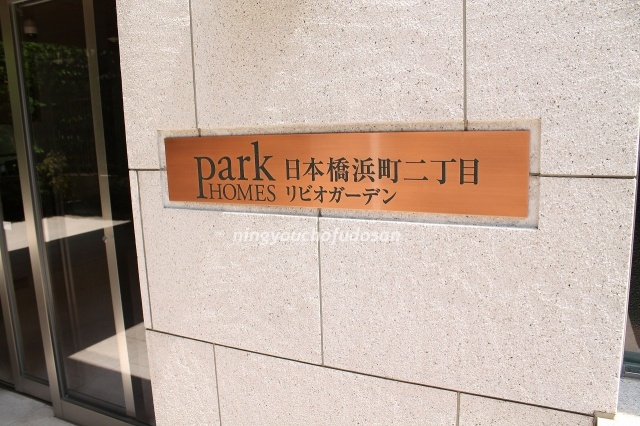 park HOMES 日本橋浜町二丁目
リビオガーデン
ningyouchofudosan